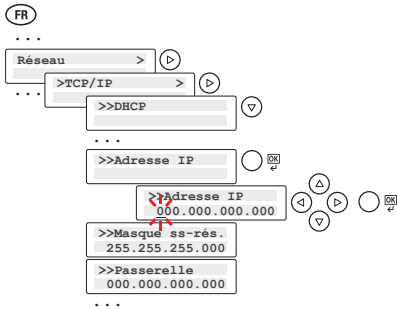 FR
...
Réseau >
...
>TCP/IP >
>>DHCP
...
>>Adresse IP
OK
>>Adresse IP
000.000.000.000
OK
>>Masque ss-rés.
255.255.255.000
>>Passerelle
000.000.000.000
...